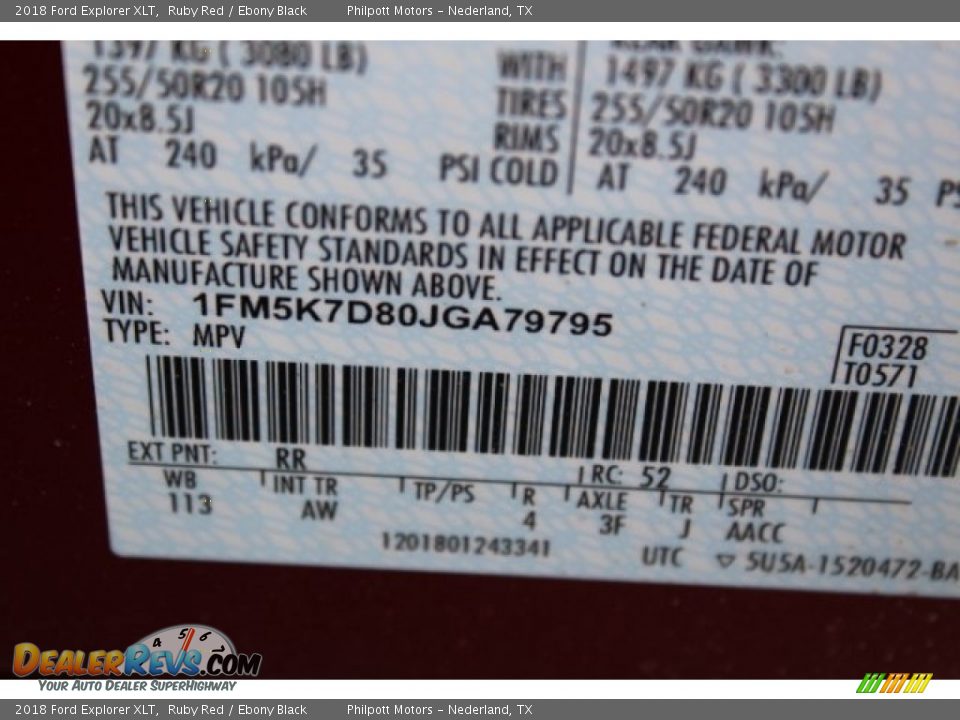 2018 Ford Explorer XLT, Ruby Red / Ebony Black Philpott Motors – Nederland, TX
1397 KG ( 3080 LB) WITH 1497 KG ( 3300 LB)
255/50R20 105H TIRES 255/50R20 105H
20x8.5J RIMS 20x8.5J
AT 240 kPa/ 35 PSI COLD AT 240 kPa/ 35 PS
THIS VEHICLE CONFORMS TO ALL APPLICABLE FEDERAL MOTOR
VEHICLE SAFETY STANDARDS IN EFFECT ON THE DATE OF
MANUFACTURE SHOWN ABOVE.
VIN: 1FM5K7D80JGA79795
TYPE: MPV
F0328
T0571
EXT PNT: RR RC: 52 DSO:
WB INT TR TP/PS R AXLE TR SPR
113 AW 4 3F J AACC
1201801243341 UTC ▽ 5U5A-1520472-BA
4 5 6
DEALERREVS.COM
YOUR AUTO DEALER SUPERHIGHWAY
2018 Ford Explorer XLT, Ruby Red / Ebony Black Philpott Motors – Nederland, TX